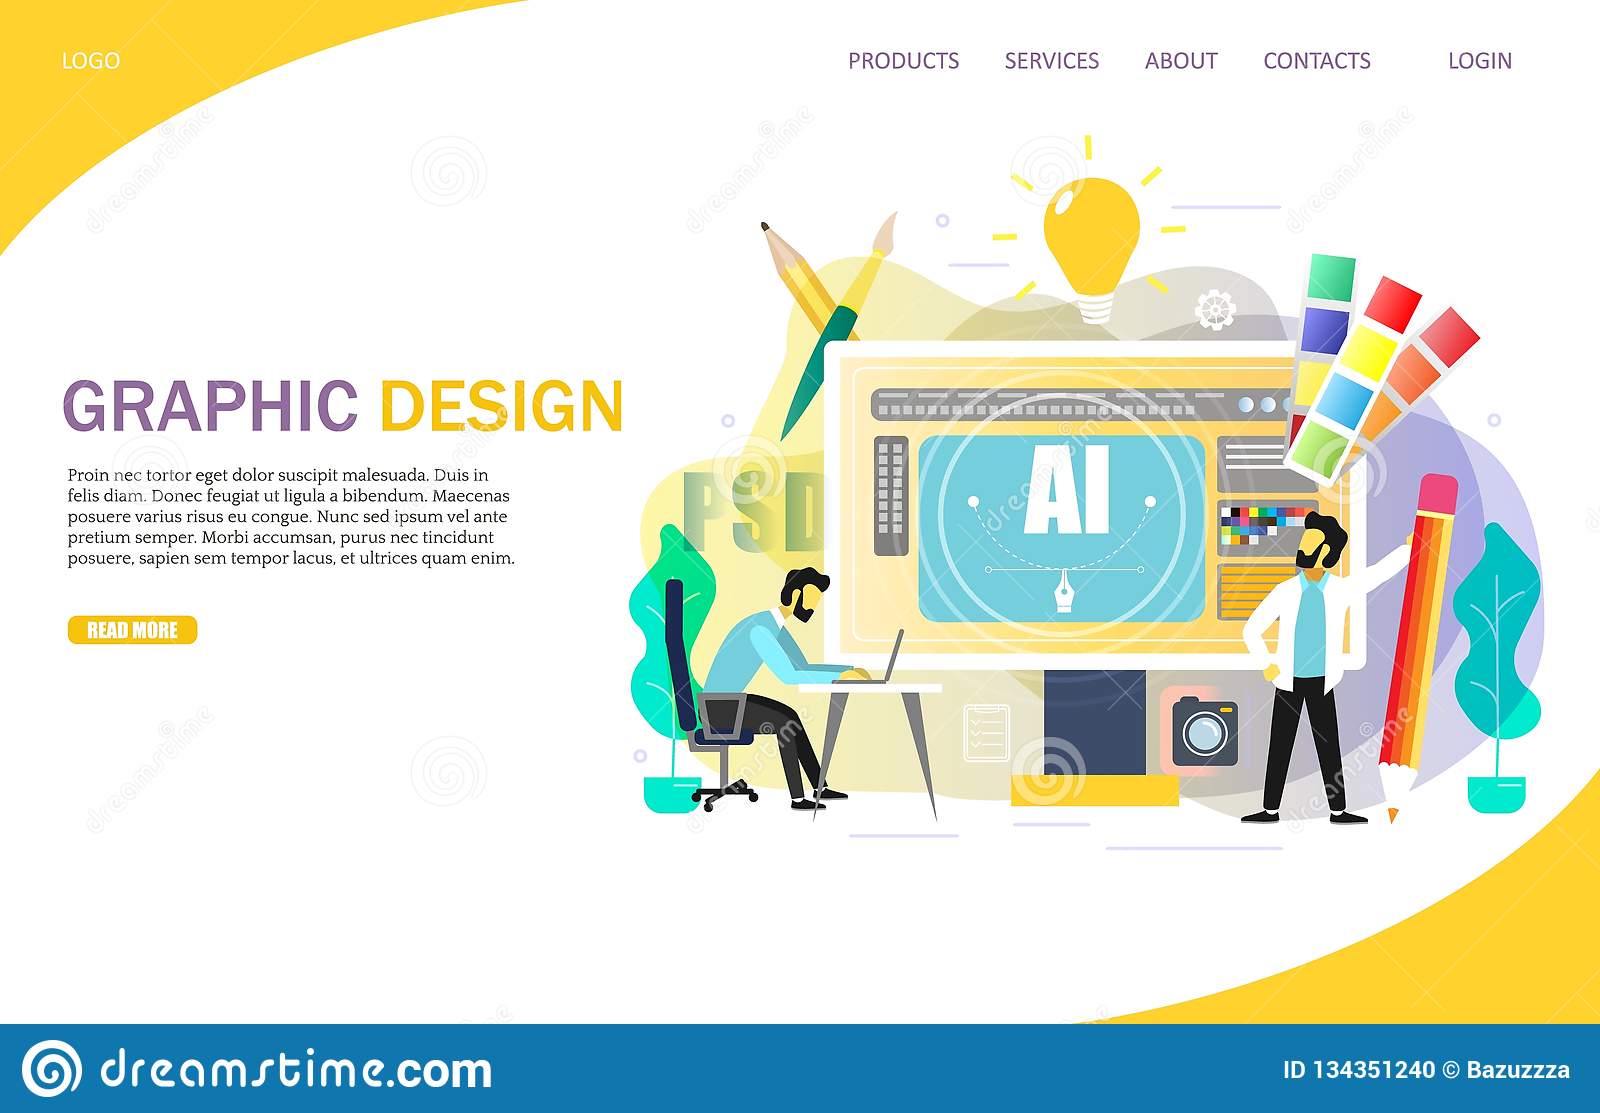 LOGO
PRODUCTS SERVICES ABOUT CONTACTS LOGIN
GRAPHIC DESIGN
Proin nec tortor eget dolor suscipit malesuada. Duis in
felis diam. Donec feugiat ut ligula a bibendum. Maecenas
posuere varius risus eu congue. Nunc sed ipsum vel ante
pretium semper. Morbi accumsan, purus nec tincidunt
posuere, sapien sem tempor lacus, et ultrices quam enim.
READ MORE
PSD
AI
dreamstime.com
ID 134351240 © Bazuzzza